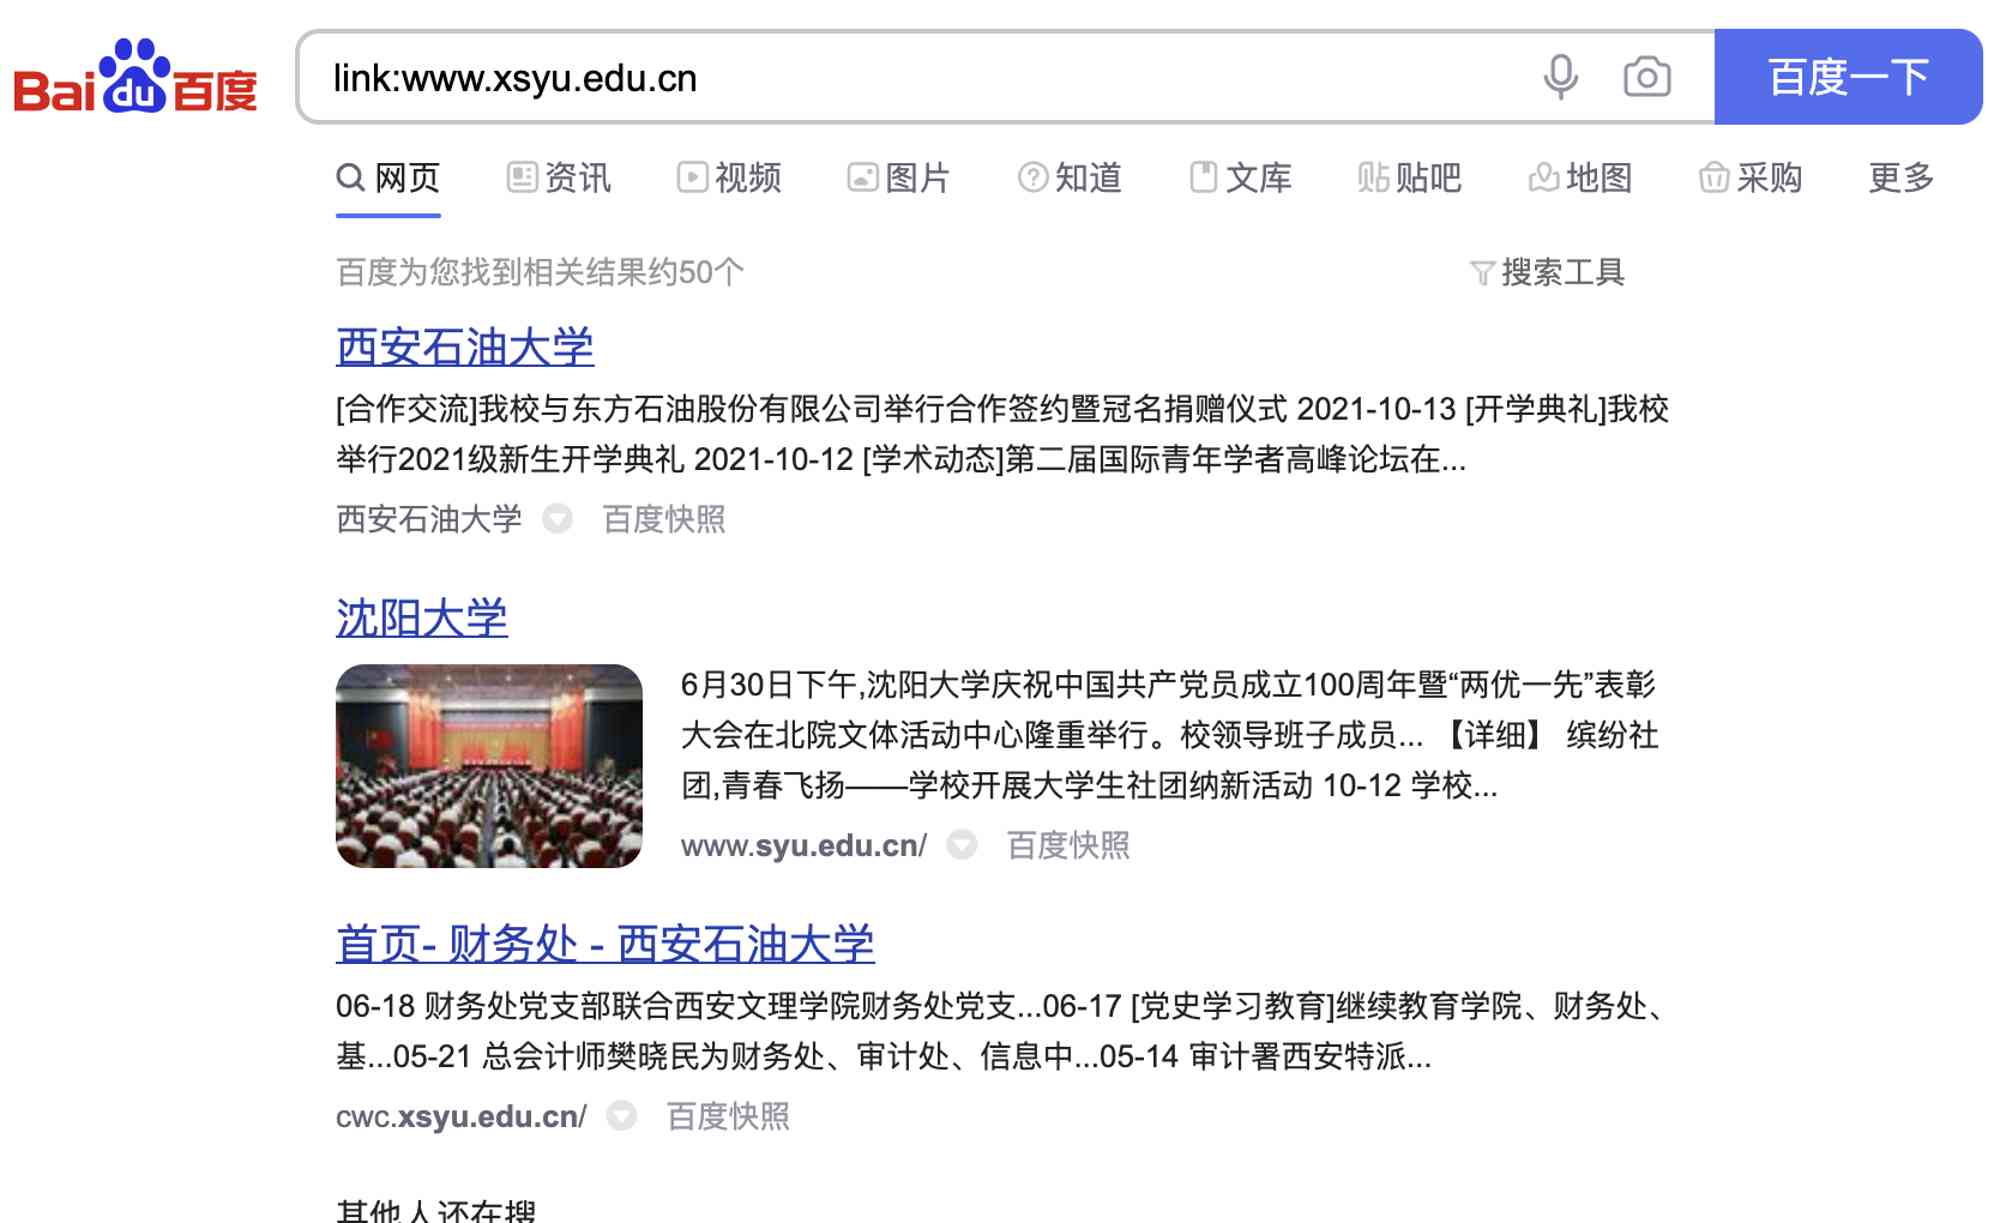 Bai du 百度
link:www.xsyu.edu.cn
百度一下
网页 资讯 视频 图片 知道 文库 贴吧 地图 采购 更多
百度为您找到相关结果约50个 搜索工具
西安石油大学
[合作交流]我校与东方石油股份有限公司举行合作签约暨冠名捐赠仪式 2021-10-13 [开学典礼]我校
举行2021级新生开学典礼 2021-10-12 [学术动态]第二届国际青年学者高峰论坛在...
西安石油大学 百度快照
沈阳大学
6月30日下午,沈阳大学庆祝中国共产党员成立100周年暨“两优一先”表彰
大会在北院文体活动中心隆重举行。校领导班子成员... 【详细】 缤纷社
团,青春飞扬——学校开展大学生社团纳新活动 10-12 学校...
www.syu.edu.cn/ 百度快照
首页- 财务处 - 西安石油大学
06-18 财务处党支部联合西安文理学院财务处党支...06-17 [党史学习教育]继续教育学院、财务处、
基...05-21 总会计师樊晓民为财务处、审计处、信息中...05-14 审计署西安特派...
cwc.xsyu.edu.cn/ 百度快照
其他人还在搜